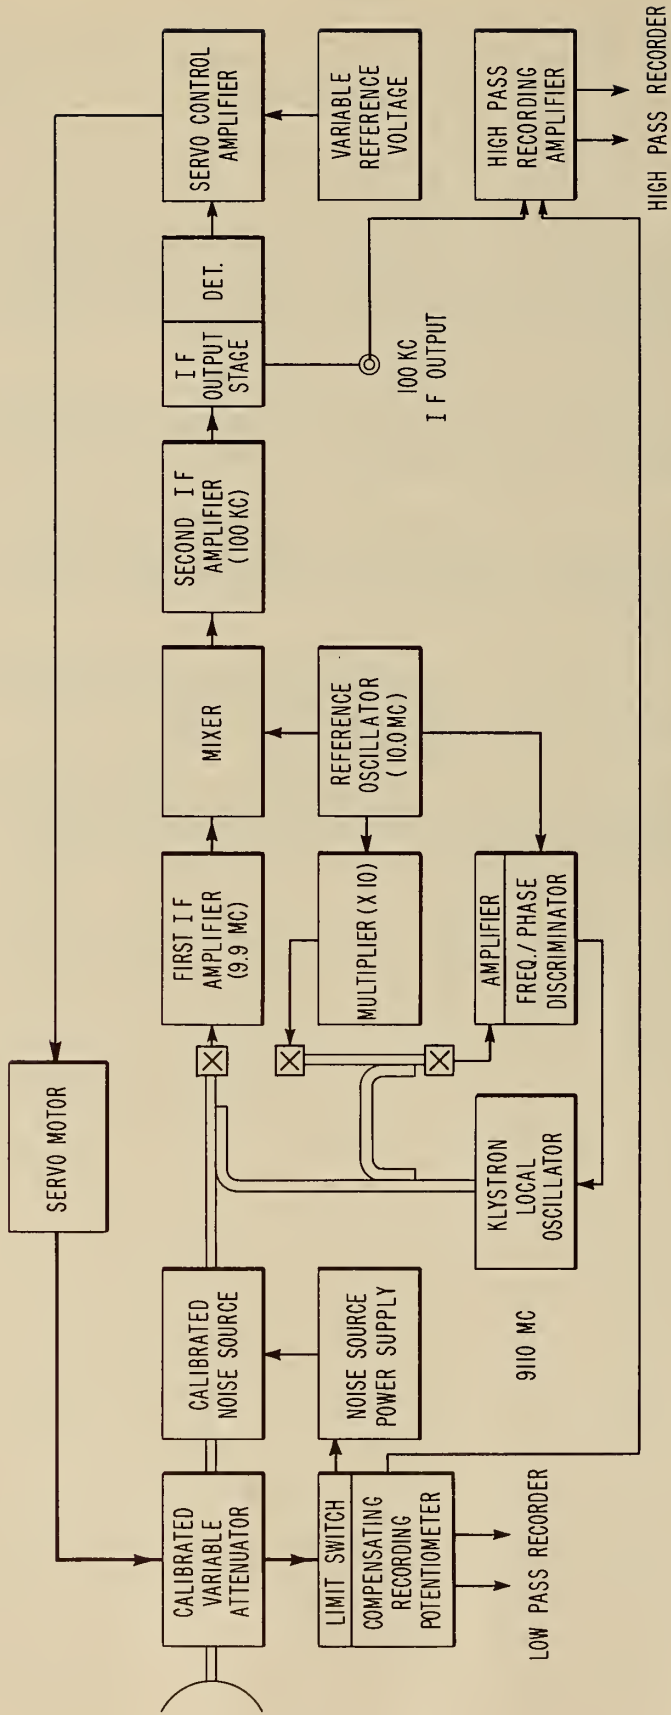 SERVO MOTOR
CALIBRATED
VARIABLE
ATTENUATOR
CALIBRATED
NOISE SOURCE
FIRST I F
AMPLIFIER
(9.9 MC)
MIXER
SECOND I F
AMPLIFIER
(100 KC)
I F
OUTPUT
STAGE
DET.
SERVO CONTROL
AMPLIFIER
LIMIT SWITCH
COMPENSATING
RECORDING
POTENTIOMETER
NOISE SOURCE
POWER SUPPLY
MULTIPLIER (X 10)
REFERENCE
OSCILLATOR
( 10.0 MC)
VARIABLE
REFERENCE
VOLTAGE
100 KC
I F OUTPUT
LOW PASS RECORDER
9110 MC
KLYSTRON
LOCAL
OSCILLATOR
AMPLIFIER
FREQ. / PHASE
DISCRIMINATOR
HIGH PASS
RECORDING
AMPLIFIER
HIGH PASS RECORDER